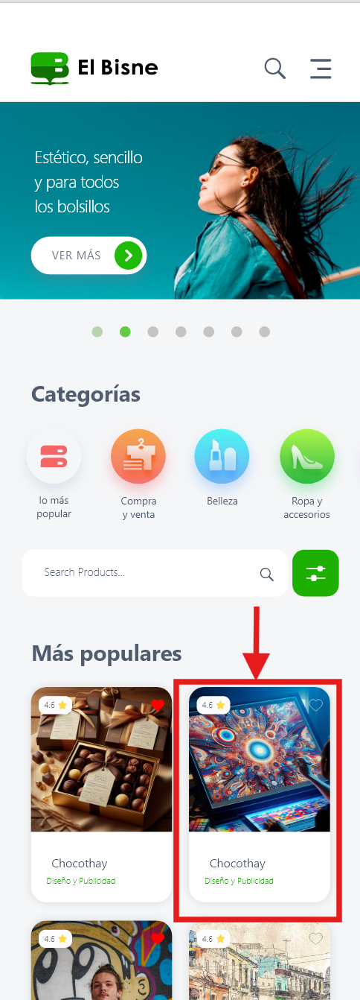 El Bisne
Estético, sencillo
y para todos
los bolsillos
VER MÁS
Categorías
lo más
popular
Compra
y venta
Belleza
Ropa y
accesorios
Search Products...
Más populares
4.6
4.6
Chocothay
Diseño y Publicidad
Chocothay
Diseño y Publicidad
4.6
4.6